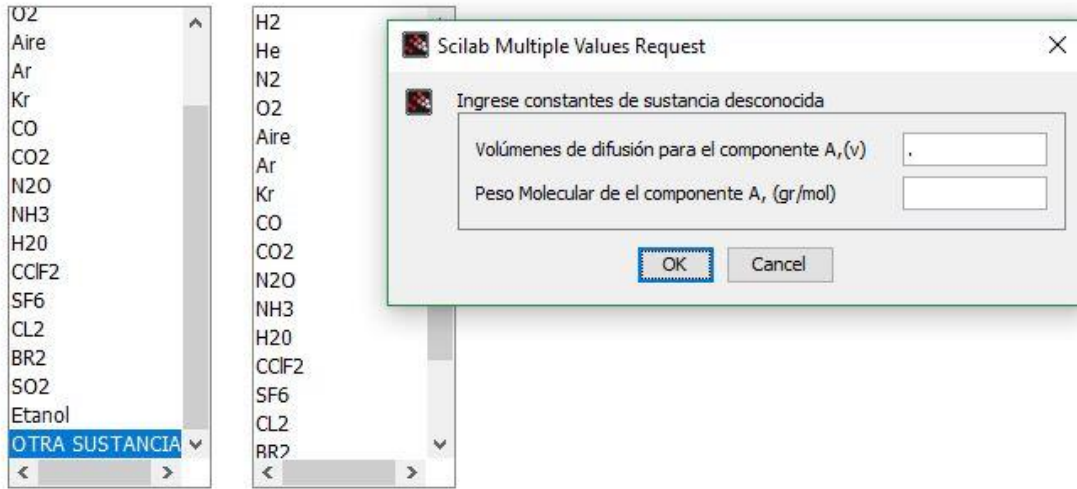 O2
Aire
Ar
Kr
CO
CO2
N2O
NH3
H20
CClF2
SF6
CL2
BR2
SO2
Etanol
OTRA SUSTANCIA
H2
He
N2
O2
Aire
Ar
Kr
CO
CO2
N2O
NH3
H20
CClF2
SF6
CL2
BR2
Scilab Multiple Values Request
Ingrese constantes de sustancia desconocida
Volúmenes de difusión para el componente A,(v) .
Peso Molecular de el componente A, (gr/mol)
OK Cancel